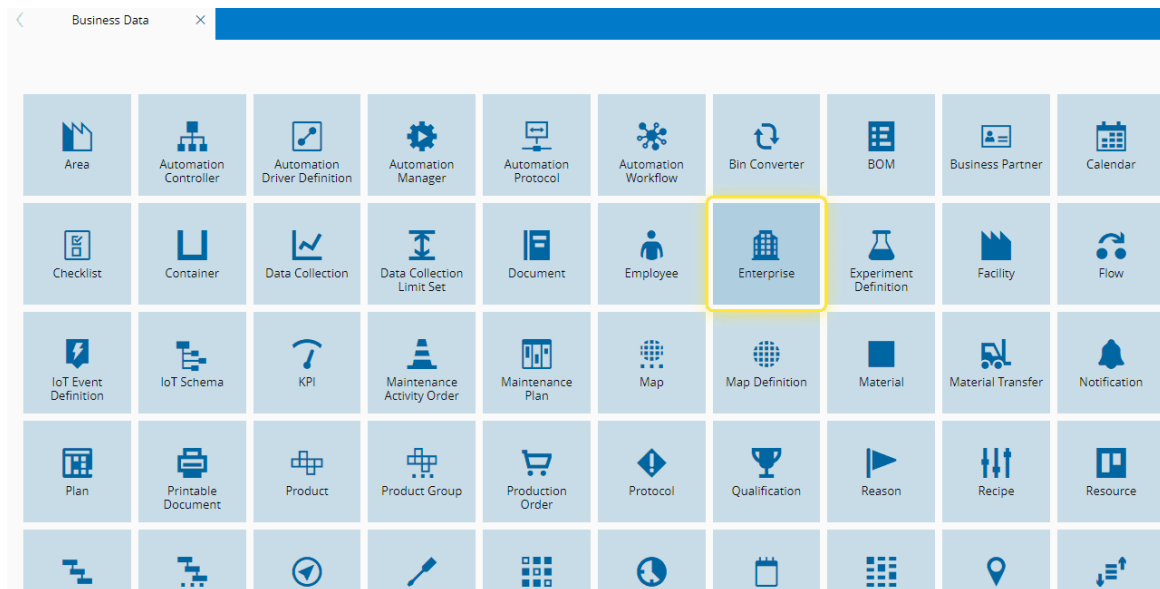 Business Data
Area
Automation
Controller
Automation
Driver Definition
Automation
Manager
Automation
Protocol
Automation
Workflow
Bin Converter
BOM
Business Partner
Calendar
Checklist
Container
Data Collection
Data Collection
Limit Set
Document
Employee
Enterprise
Experiment
Definition
Facility
Flow
IoT Event
Definition
IoT Schema
KPI
Maintenance
Activity Order
Maintenance
Plan
Map
Map Definition
Material
Material Transfer
Notification
Plan
Printable
Document
Product
Product Group
Production
Order
Protocol
Qualification
Reason
Recipe
Resource